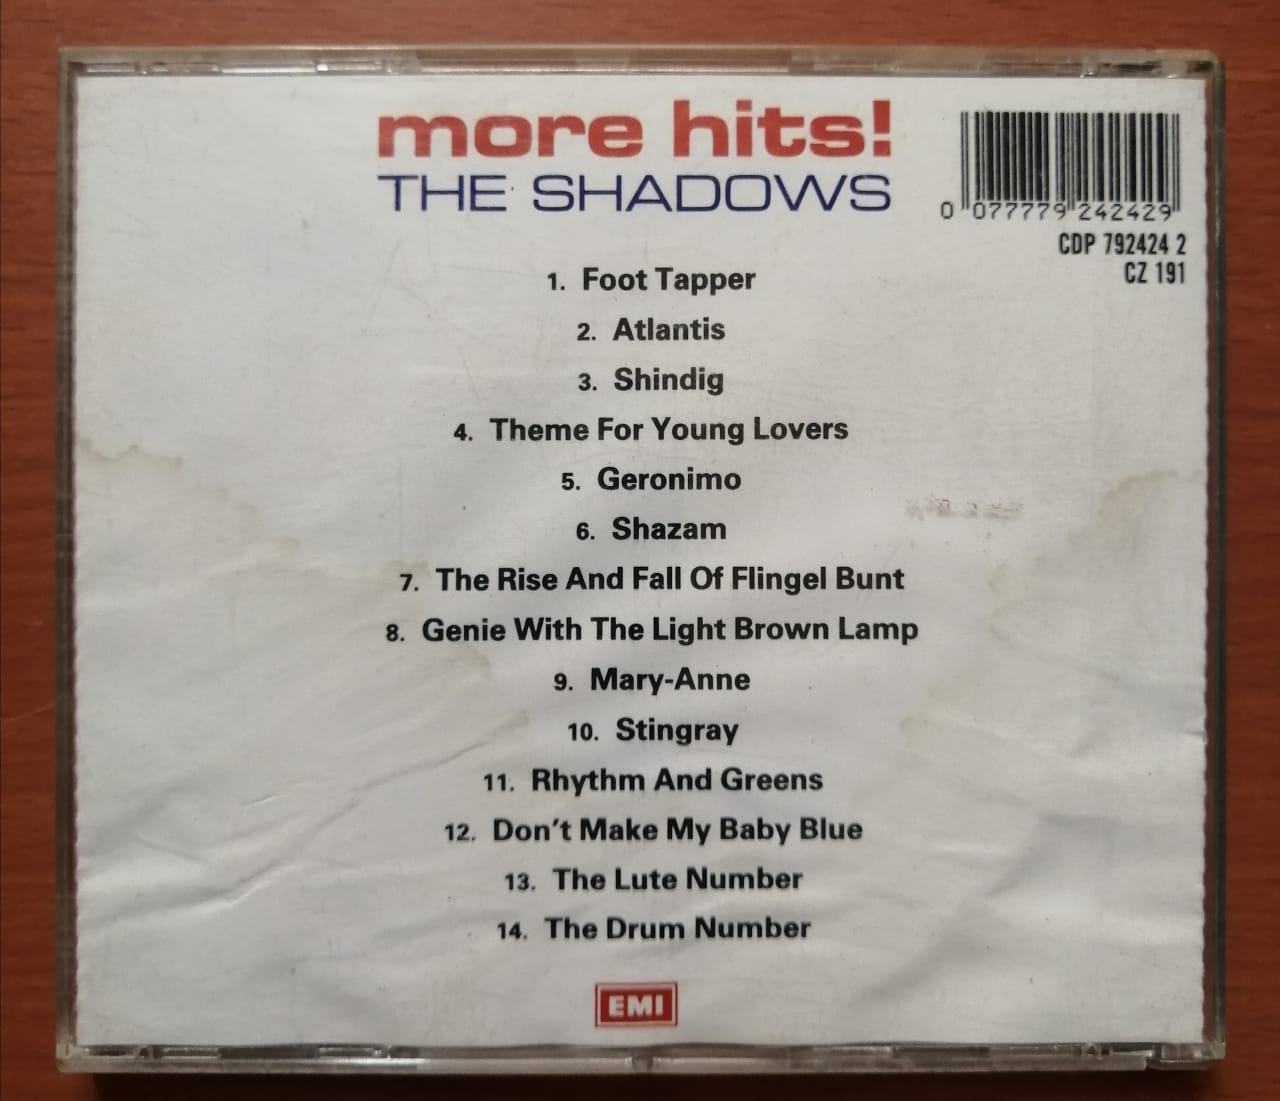 more hits!
THE SHADOWS
0 077779 242429
CDP 792424 2
CZ 191
1. Foot Tapper
2. Atlantis
3. Shindig
4. Theme For Young Lovers
5. Geronimo
6. Shazam
7. The Rise And Fall Of Flingel Bunt
8. Genie With The Light Brown Lamp
9. Mary-Anne
10. Stingray
11. Rhythm And Greens
12. Don't Make My Baby Blue
13. The Lute Number
14. The Drum Number
EMI